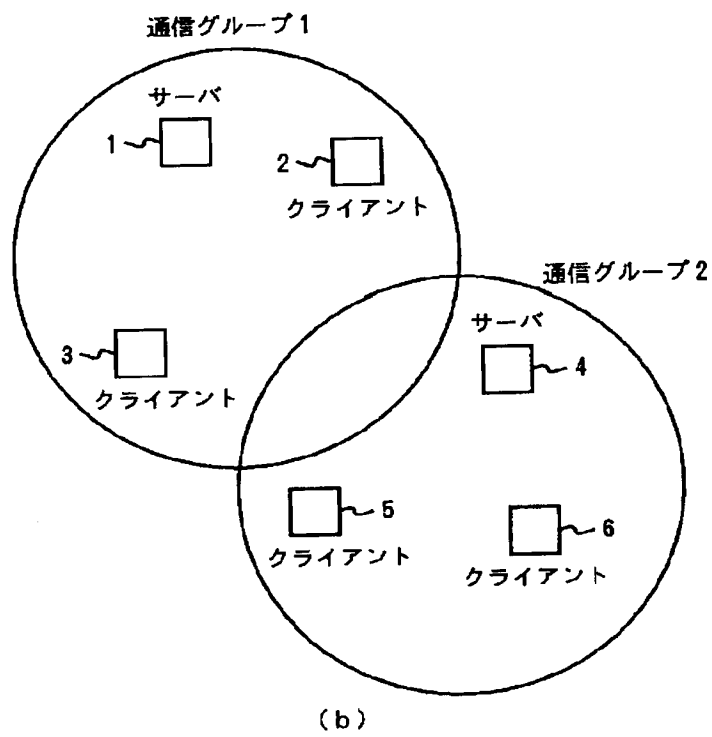 通信グループ1
サーバ
1
2
クライアント
通信グループ2
サーバ
3
4
クライアント
5
クライアント
6
クライアント
(b)